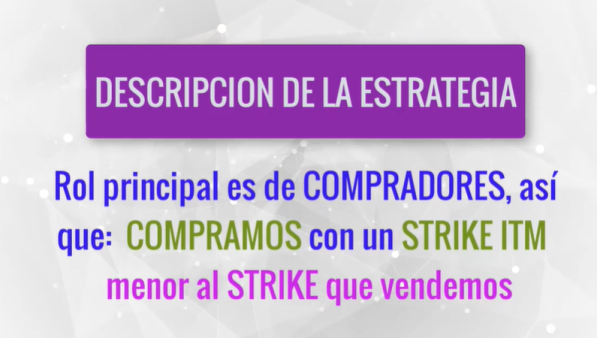 DESCRIPCION DE LA ESTRATEGIA
Rol principal es de COMPRADORES, así
que: COMPRAMOS con un STRIKE ITM
menor al STRIKE que vendemos